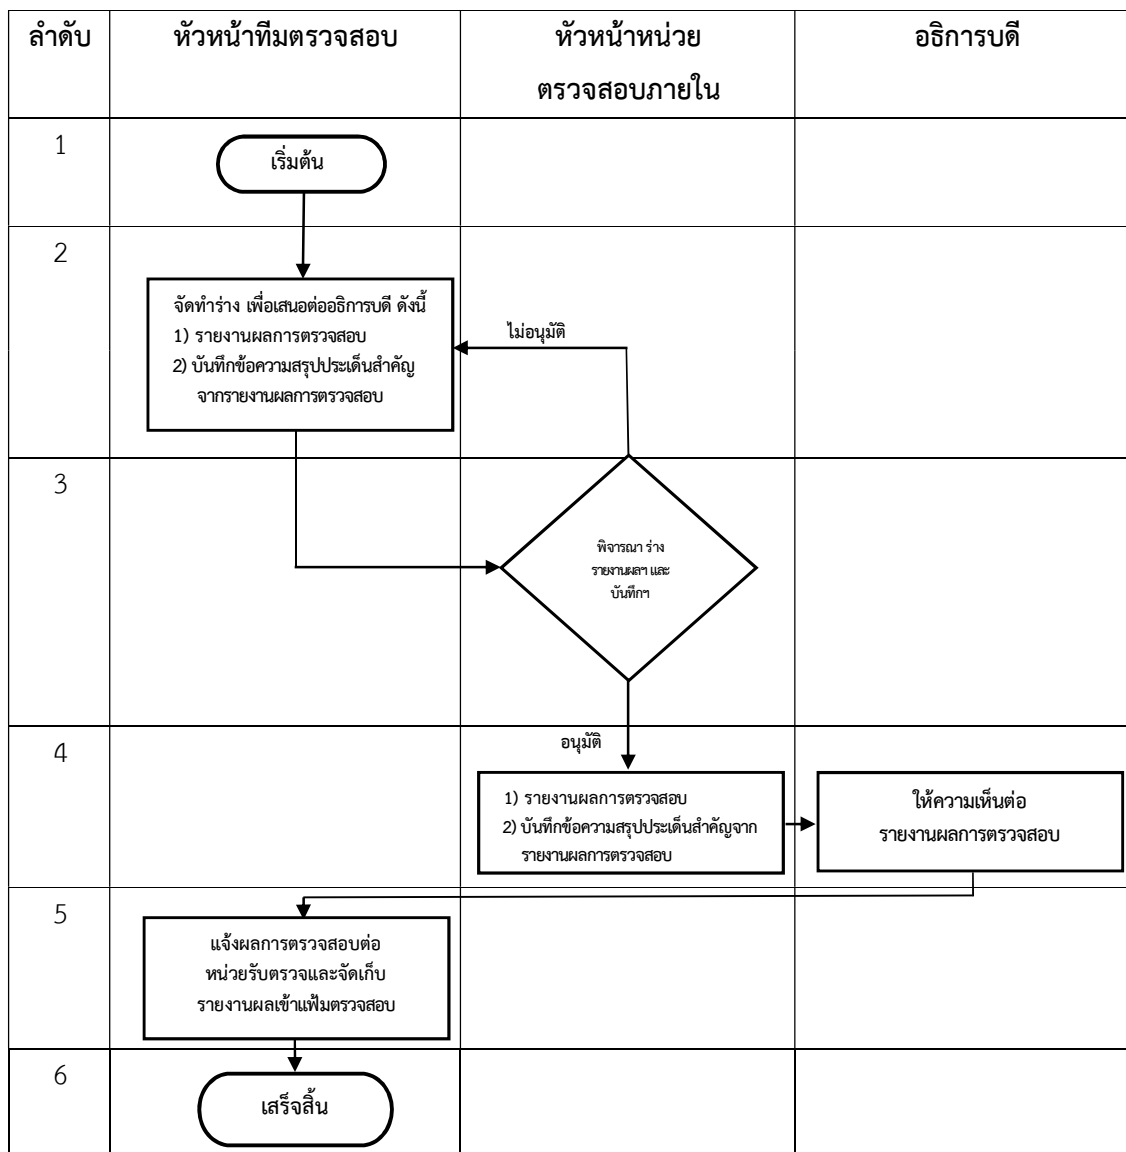 ลำดับ
หัวหน้าทีมตรวจสอบ
หัวหน้าหน่วย
ตรวจสอบภายใน
อธิการบดี
1
เริ่มต้น
2
จัดทำร่าง เพื่อเสนอต่ออธิการบดี ดังนี้
1) รายงานผลการตรวจสอบ
2) บันทึกข้อความสรุปประเด็นสำคัญ
จากรายงานผลการตรวจสอบ
ไม่อนุมัติ
3
พิจารณา ร่าง
รายงานผลฯ และ
บันทึกฯ
4
อนุมัติ
1) รายงานผลการตรวจสอบ
2) บันทึกข้อความสรุปประเด็นสำคัญจาก
รายงานผลการตรวจสอบ
ให้ความเห็นต่อ
รายงานผลการตรวจสอบ
5
แจ้งผลการตรวจสอบต่อ
หน่วยรับตรวจและจัดเก็บ
รายงานผลเข้าแฟ้มตรวจสอบ
6
เสร็จสิ้น